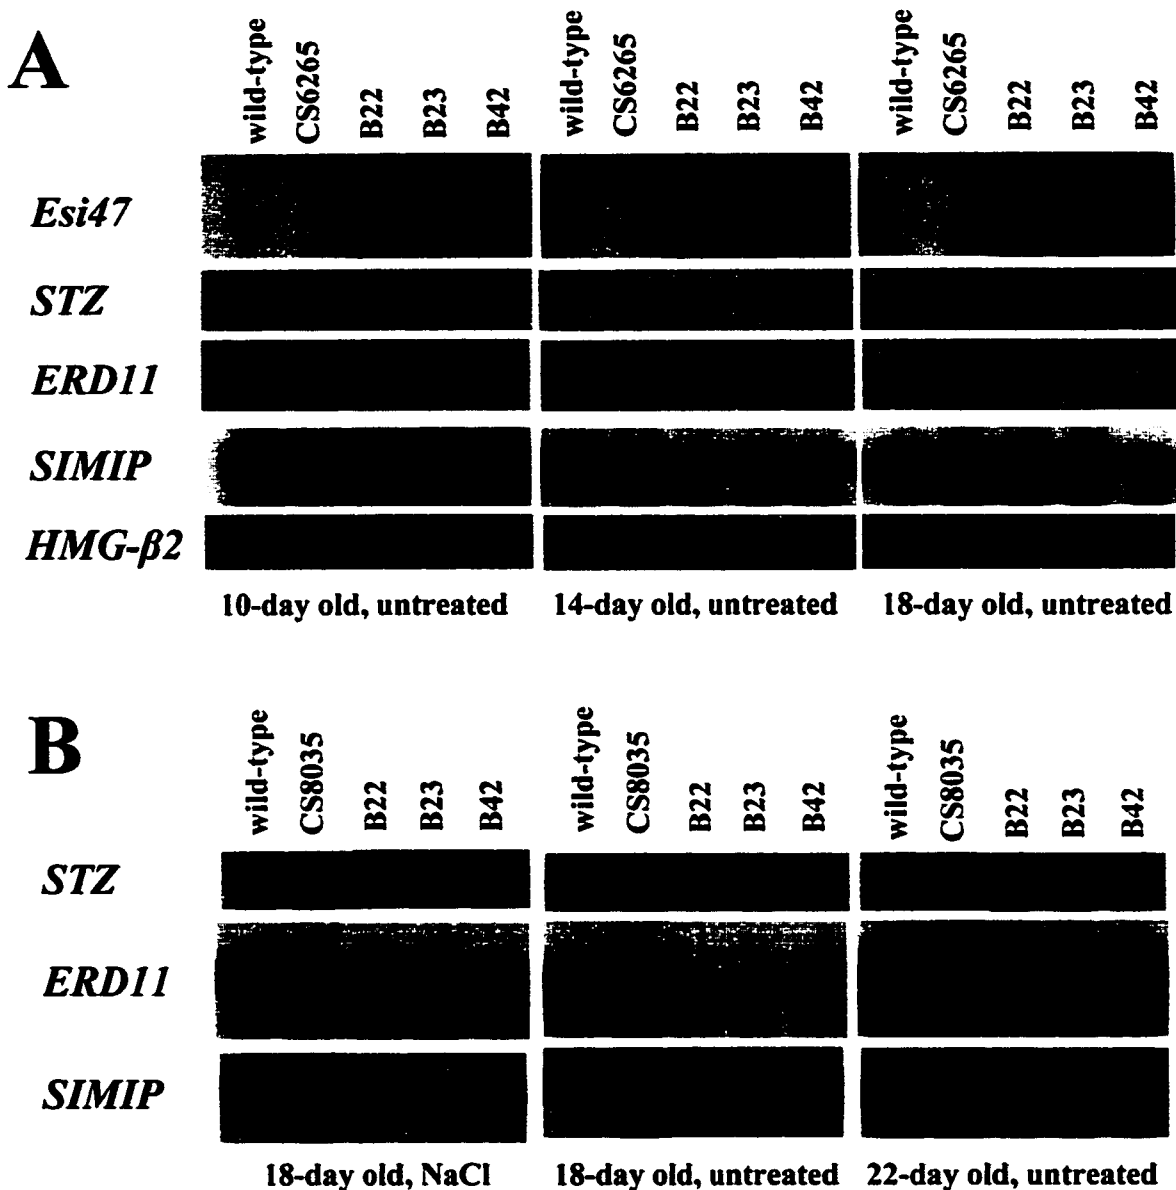 A
wild-type CS6265 B22 B23 B42 wild-type CS6265 B22 B23 B42 wild-type CS6265 B22 B23 B42
Esi47
STZ
ERD11
SIMIP
HMG-β2
10-day old, untreated 14-day old, untreated 18-day old, untreated
B
wild-type CS8035 B22 B23 B42 wild-type CS8035 B22 B23 B42 wild-type CS8035 B22 B23 B42
STZ
ERD11
SIMIP
18-day old, NaCl 18-day old, untreated 22-day old, untreated